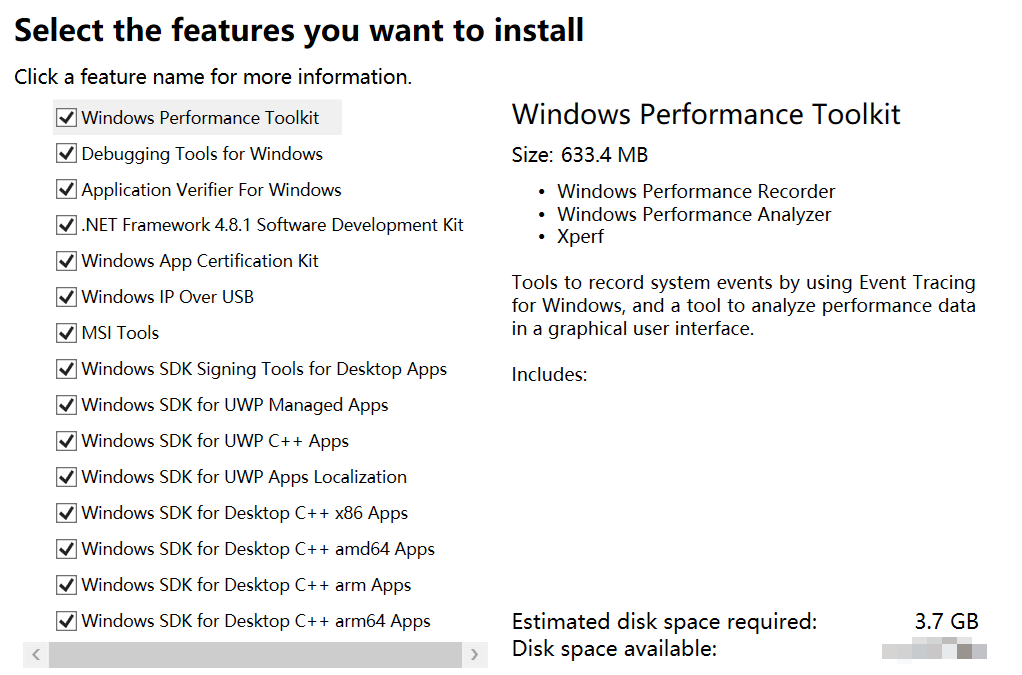 Select the features you want to install
Click a feature name for more information.
Windows Performance Toolkit
Debugging Tools for Windows
Application Verifier For Windows
.NET Framework 4.8.1 Software Development Kit
Windows App Certification Kit
Windows IP Over USB
MSI Tools
Windows SDK Signing Tools for Desktop Apps
Windows SDK for UWP Managed Apps
Windows SDK for UWP C++ Apps
Windows SDK for UWP Apps Localization
Windows SDK for Desktop C++ x86 Apps
Windows SDK for Desktop C++ amd64 Apps
Windows SDK for Desktop C++ arm Apps
Windows SDK for Desktop C++ arm64 Apps
Windows Performance Toolkit
Size: 633.4 MB
• Windows Performance Recorder
• Windows Performance Analyzer
• Xperf
Tools to record system events by using Event Tracing
for Windows, and a tool to analyze performance data
in a graphical user interface.
Includes:
Estimated disk space required: 3.7 GB
Disk space available: